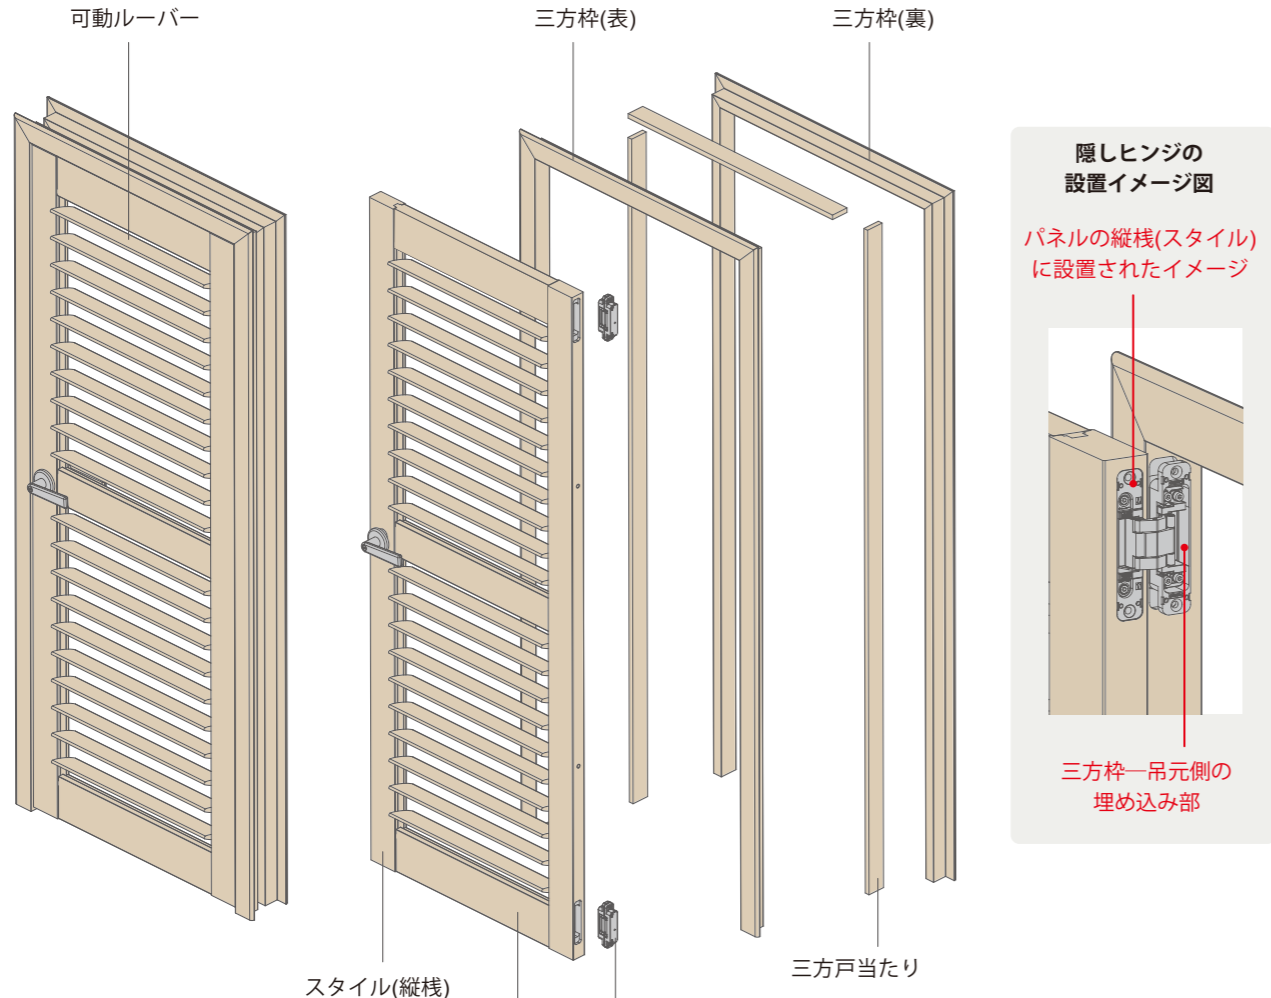 可動ルーバー
三方枠(表)
三方枠(裏)
隠しヒンジの
設置イメージ図
パネルの縦桟(スタイル)
に設置されたイメージ
三方枠─吊元側の
埋め込み部
三方戸当たり
スタイル(縦桟)